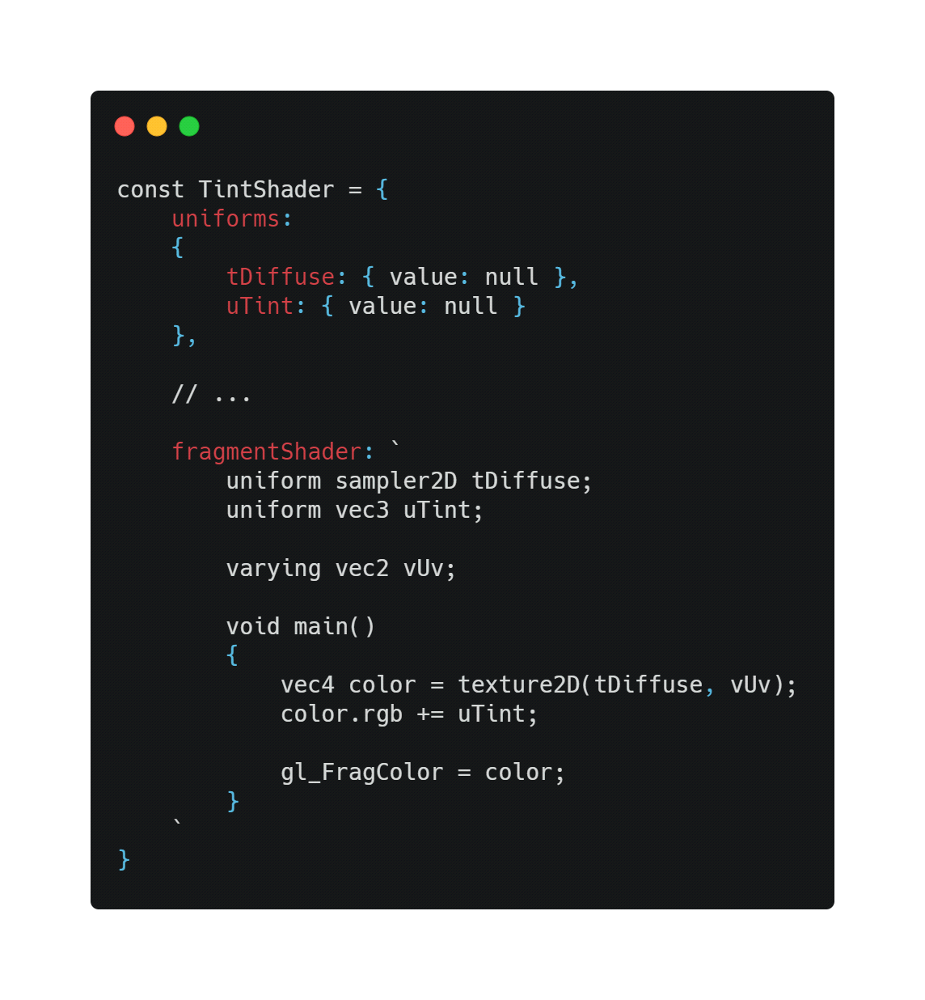 const TintShader = {
    uniforms:
    {
        tDiffuse: { value: null },
        uTint: { value: null }
    },

    // ...

    fragmentShader: `
        uniform sampler2D tDiffuse;
        uniform vec3 uTint;

        varying vec2 vUv;

        void main()
        {
            vec4 color = texture2D(tDiffuse, vUv);
            color.rgb += uTint;

            gl_FragColor = color;
        }
    `
}